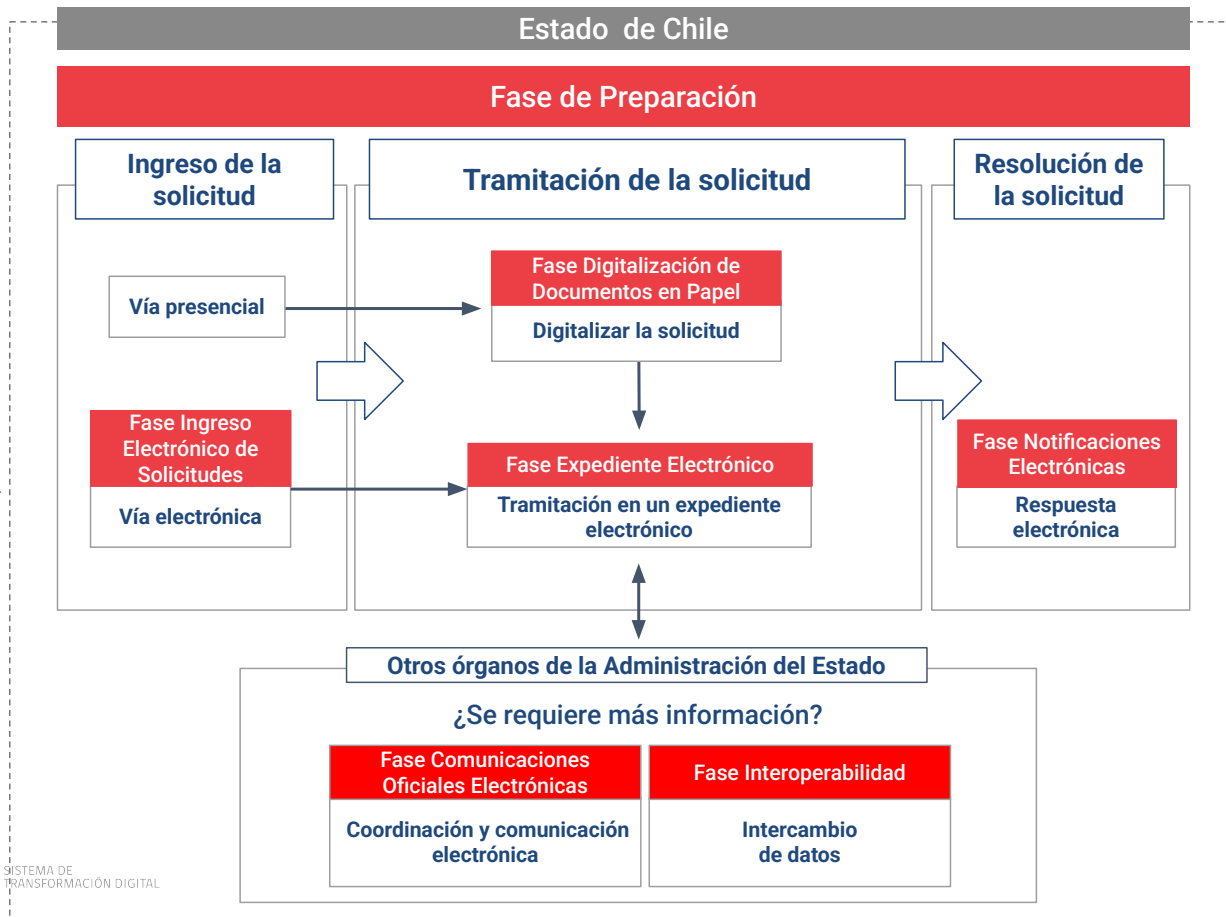 Estado de Chile
Fase de Preparación
Ingreso de la
solicitud
Tramitación de la solicitud
Resolución de
la solicitud
Vía presencial
Fase Digitalización de
Documentos en Papel
Digitalizar la solicitud
Fase Ingreso
Electrónico de
Solicitudes
Vía electrónica
Fase Expediente Electrónico
Tramitación en un expediente
electrónico
Fase Notificaciones
Electrónicas
Respuesta
electrónica
Otros órganos de la Administración del Estado
¿Se requiere más información?
Fase Comunicaciones
Oficiales Electrónicas
Coordinación y comunicación
electrónica
Fase Interoperabilidad
Intercambio
de datos
SISTEMA DE
TRANSFORMACIÓN DIGITAL